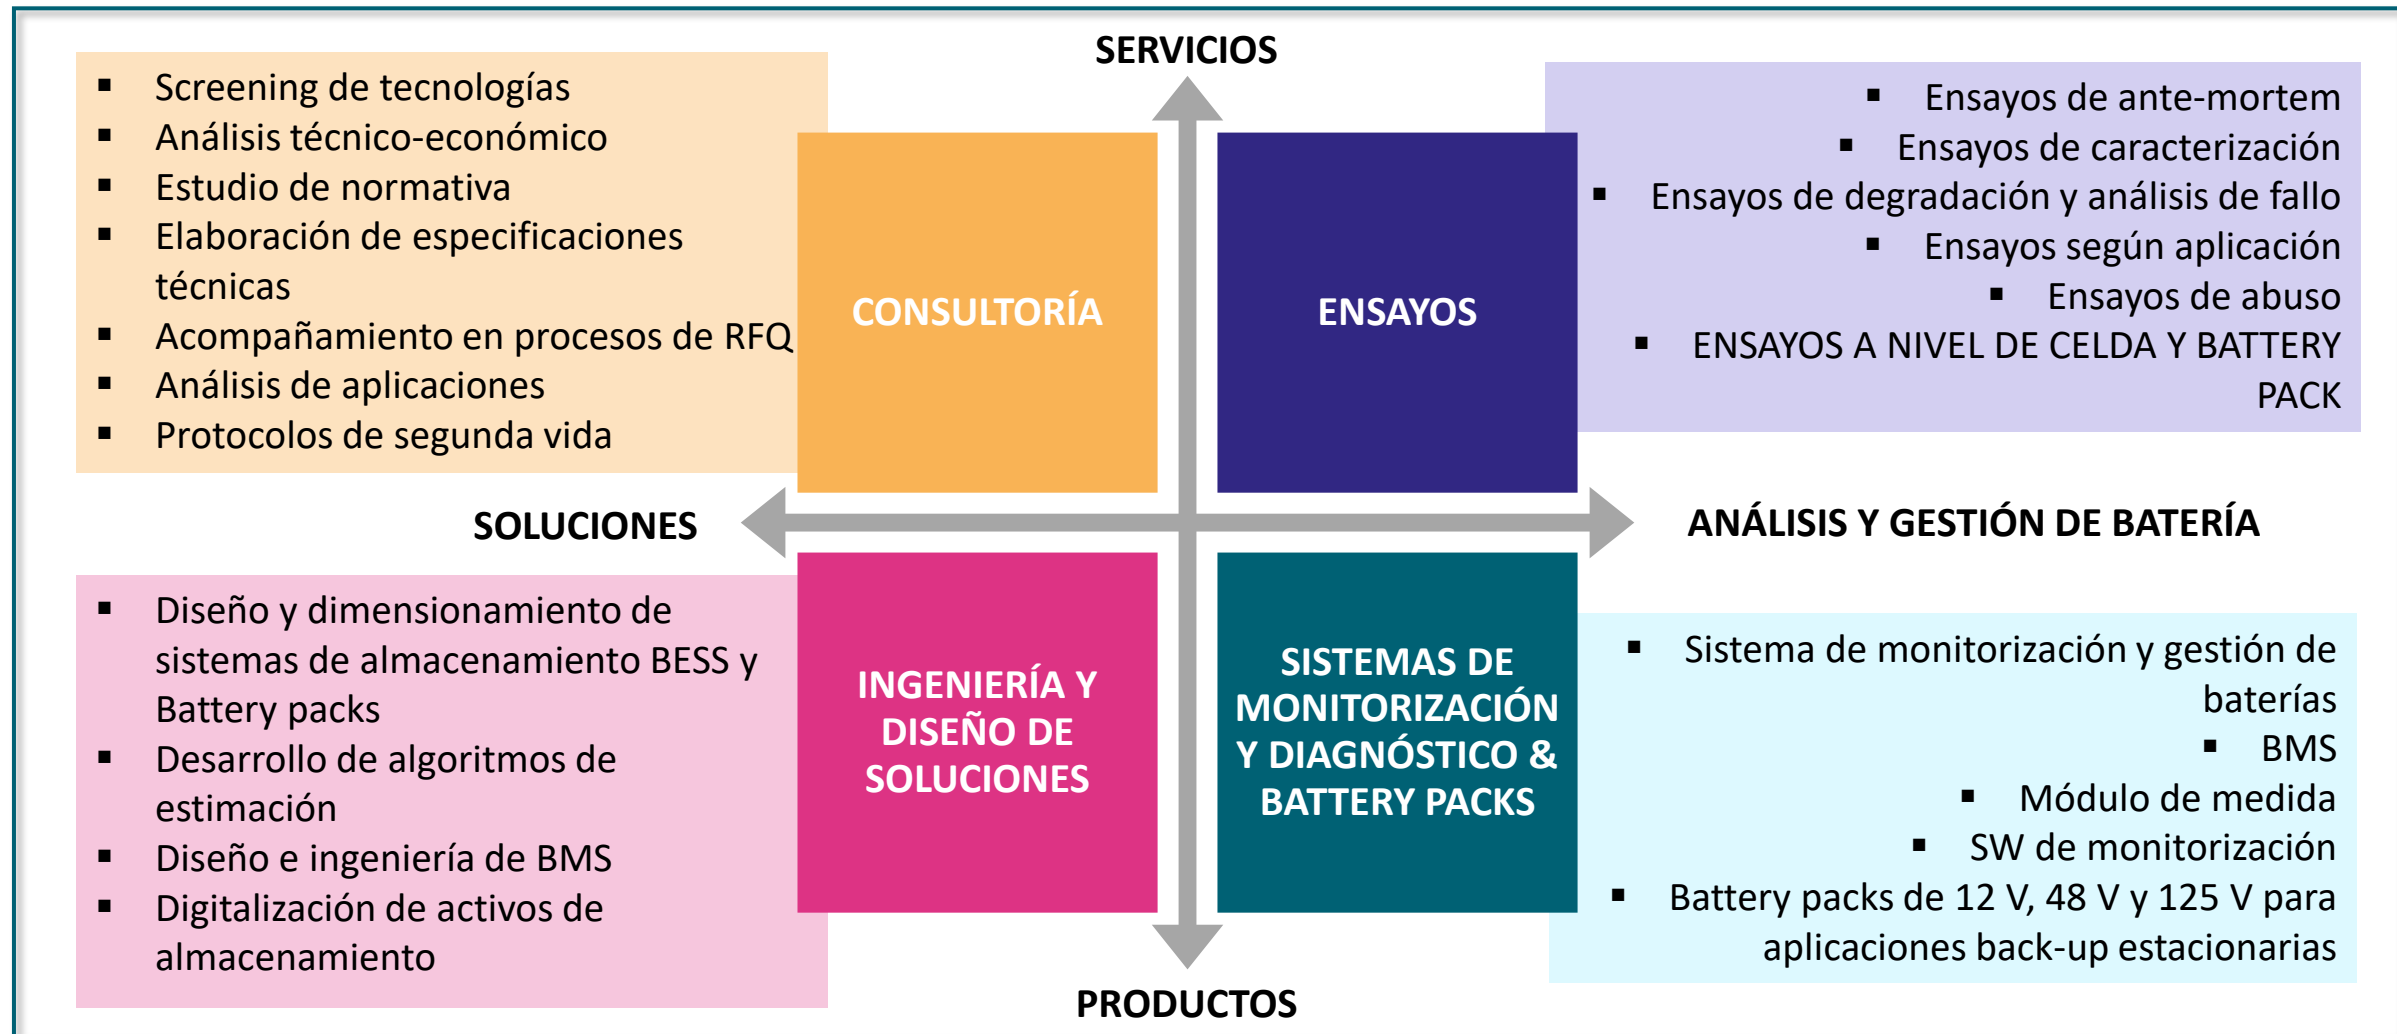 SERVICIOS
▪ Screening de tecnologías
▪ Análisis técnico-económico
▪ Estudio de normativa
▪ Elaboración de especificaciones
técnicas
▪ Acompañamiento en procesos de RFQ
▪ Análisis de aplicaciones
▪ Protocolos de segunda vida
CONSULTORÍA
ENSAYOS
▪ Ensayos de ante-mortem
▪ Ensayos de caracterización
▪ Ensayos de degradación y análisis de fallo
▪ Ensayos según aplicación
▪ Ensayos de abuso
▪ ENSAYOS A NIVEL DE CELDA Y BATTERY
PACK
SOLUCIONES
ANÁLISIS Y GESTIÓN DE BATERÍA
▪ Diseño y dimensionamiento de
sistemas de almacenamiento BESS y
Battery packs
▪ Desarrollo de algoritmos de
estimación
▪ Diseño e ingeniería de BMS
▪ Digitalización de activos de
almacenamiento
INGENIERÍA Y
DISEÑO DE
SOLUCIONES
SISTEMAS DE
MONITORIZACIÓN
Y DIAGNÓSTICO &
BATTERY PACKS
▪ Sistema de monitorización y gestión de
baterías
▪ BMS
▪ Módulo de medida
▪ SW de monitorización
▪ Battery packs de 12 V, 48 V y 125 V para
aplicaciones back-up estacionarias
PRODUCTOS